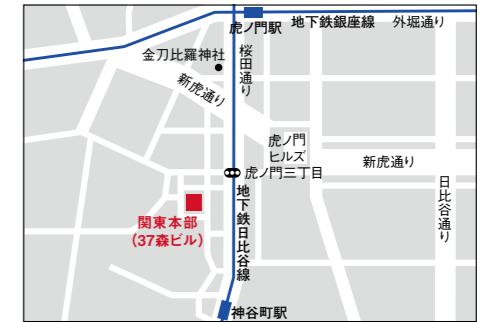 虎ノ門駅
地下鉄銀座線
外堀通り
金刀比羅神社
桜田通り
新虎通り
虎ノ門
ヒルズ
新虎通り
虎ノ門三丁目
日比谷通り
地下鉄日比谷線
関東本部
(37森ビル)
神谷町駅